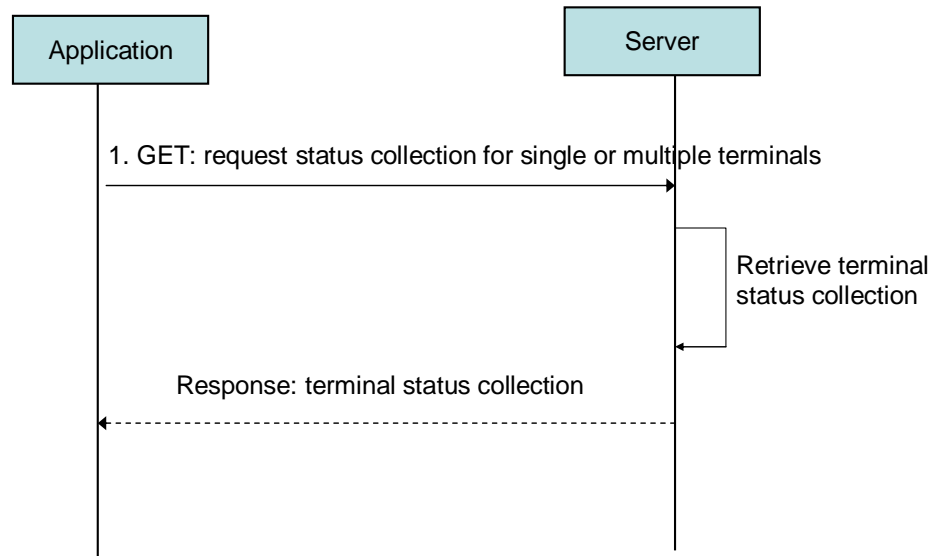 Application
Server
1. GET: request status collection for single or multiple terminals
Retrieve terminal
status collection
Response: terminal status collection